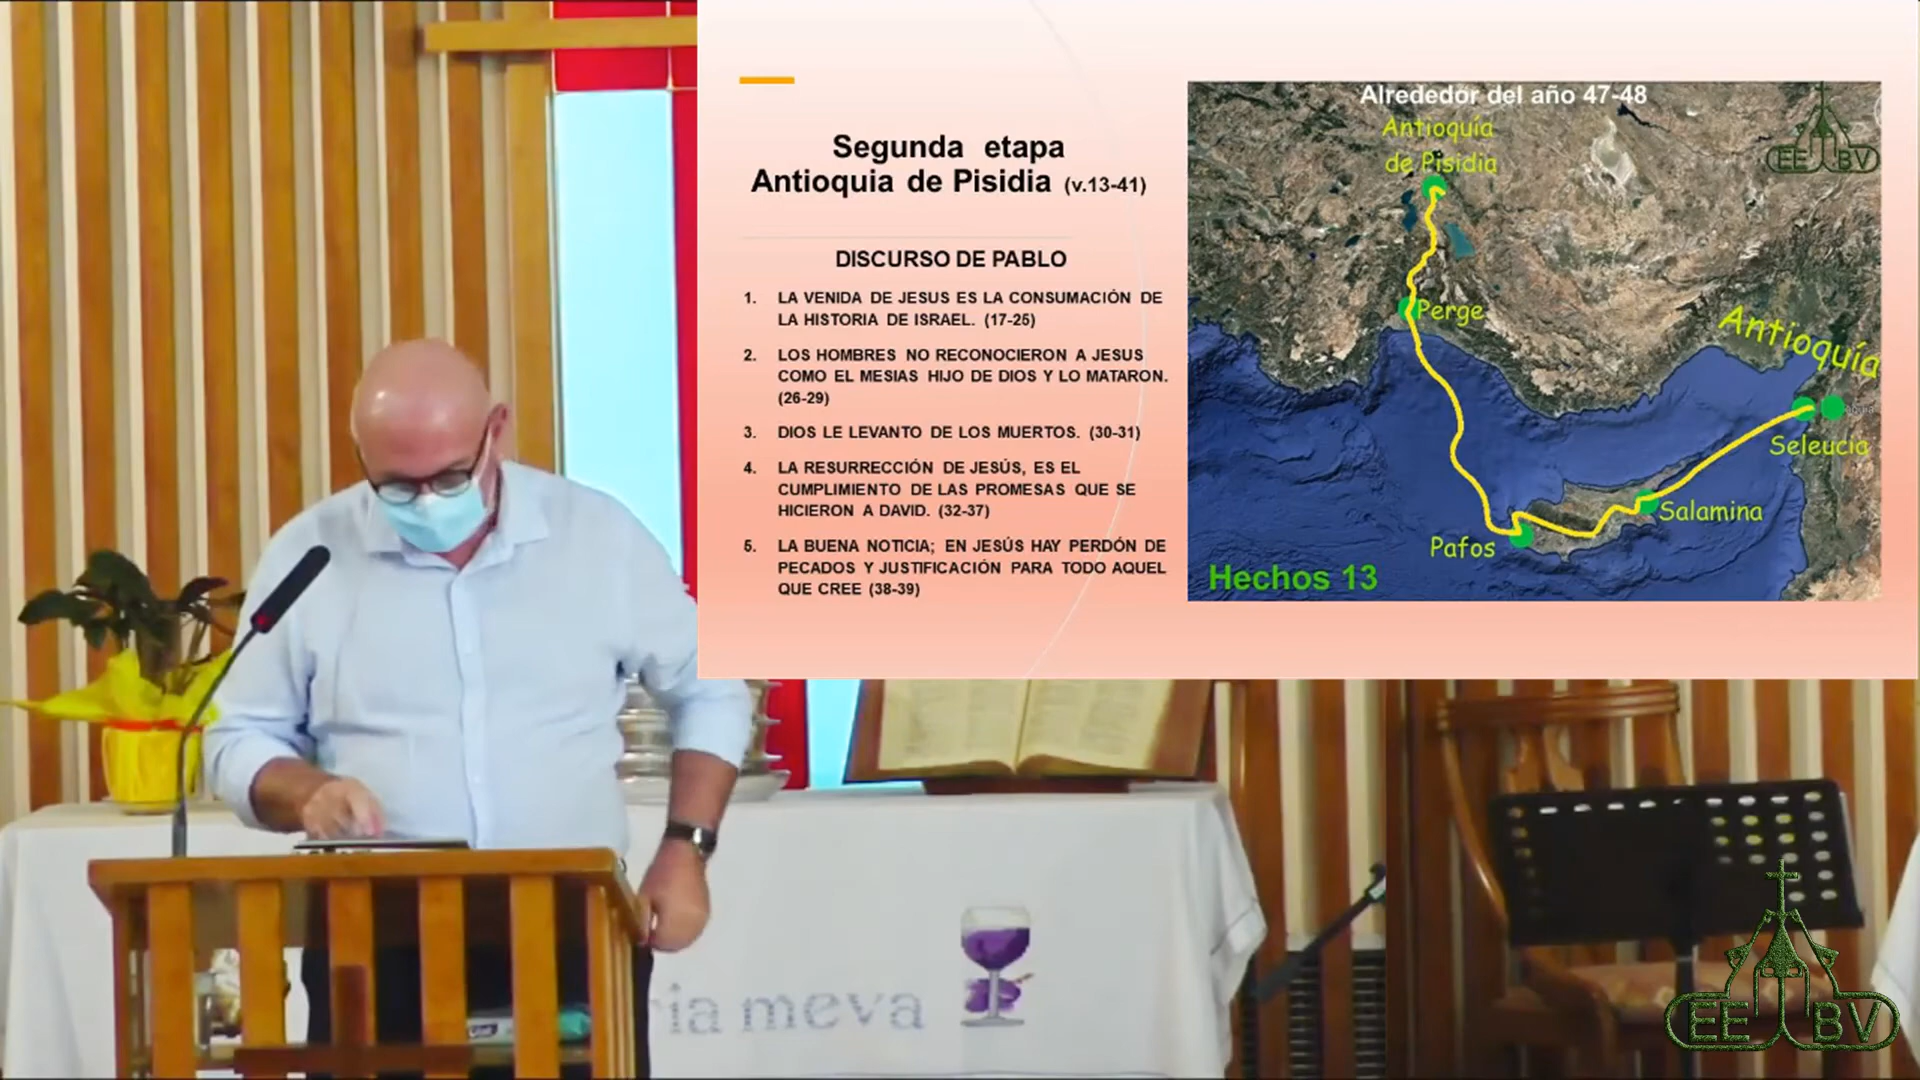 Segunda etapa
Antioquia de Pisidia (v.13-41)
DISCURSO DE PABLO
1. LA VENIDA DE JESUS ES LA CONSUMACIÓN DE
LA HISTORIA DE ISRAEL. (17-25)
2. LOS HOMBRES NO RECONOCIERON A JESUS
COMO EL MESIAS HIJO DE DIOS Y LO MATARON.
(26-29)
3. DIOS LE LEVANTO DE LOS MUERTOS. (30-31)
4. LA RESURRECCIÓN DE JESÚS, ES EL
CUMPLIMIENTO DE LAS PROMESAS QUE SE
HICIERON A DAVID. (32-37)
5. LA BUENA NOTICIA; EN JESÚS HAY PERDÓN DE
PECADOS Y JUSTIFICACIÓN PARA TODO AQUEL
QUE CREE (38-39)
Alrededor del año 47-48
Antioquía
de Pisidia
EE BV
Perge
Antioquía
Seleucia
Salamina
Pafos
Hechos 13
meva
EE BV